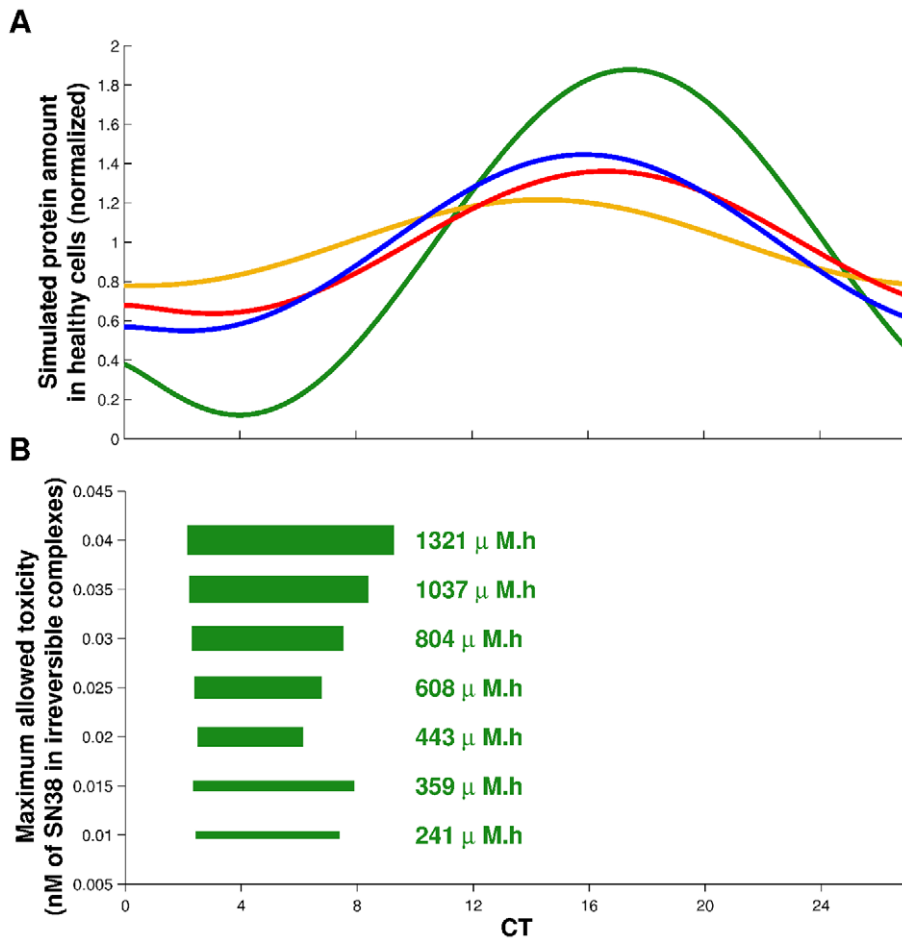 A
Simulated protein amount
in healthy cells (normalized)
2
1.8
1.6
1.4
1.2
1
0.8
0.6
0.4
0.2
0
B
Maximum allowed toxicity
(nM of SN38 in irreversible complexes)
0.045
0.04
0.035
0.03
0.025
0.02
0.015
0.01
0.005
1321 μ M.h
1037 μ M.h
804 μ M.h
608 μ M.h
443 μ M.h
359 μ M.h
241 μ M.h
0 4 8 12 16 20 24
CT